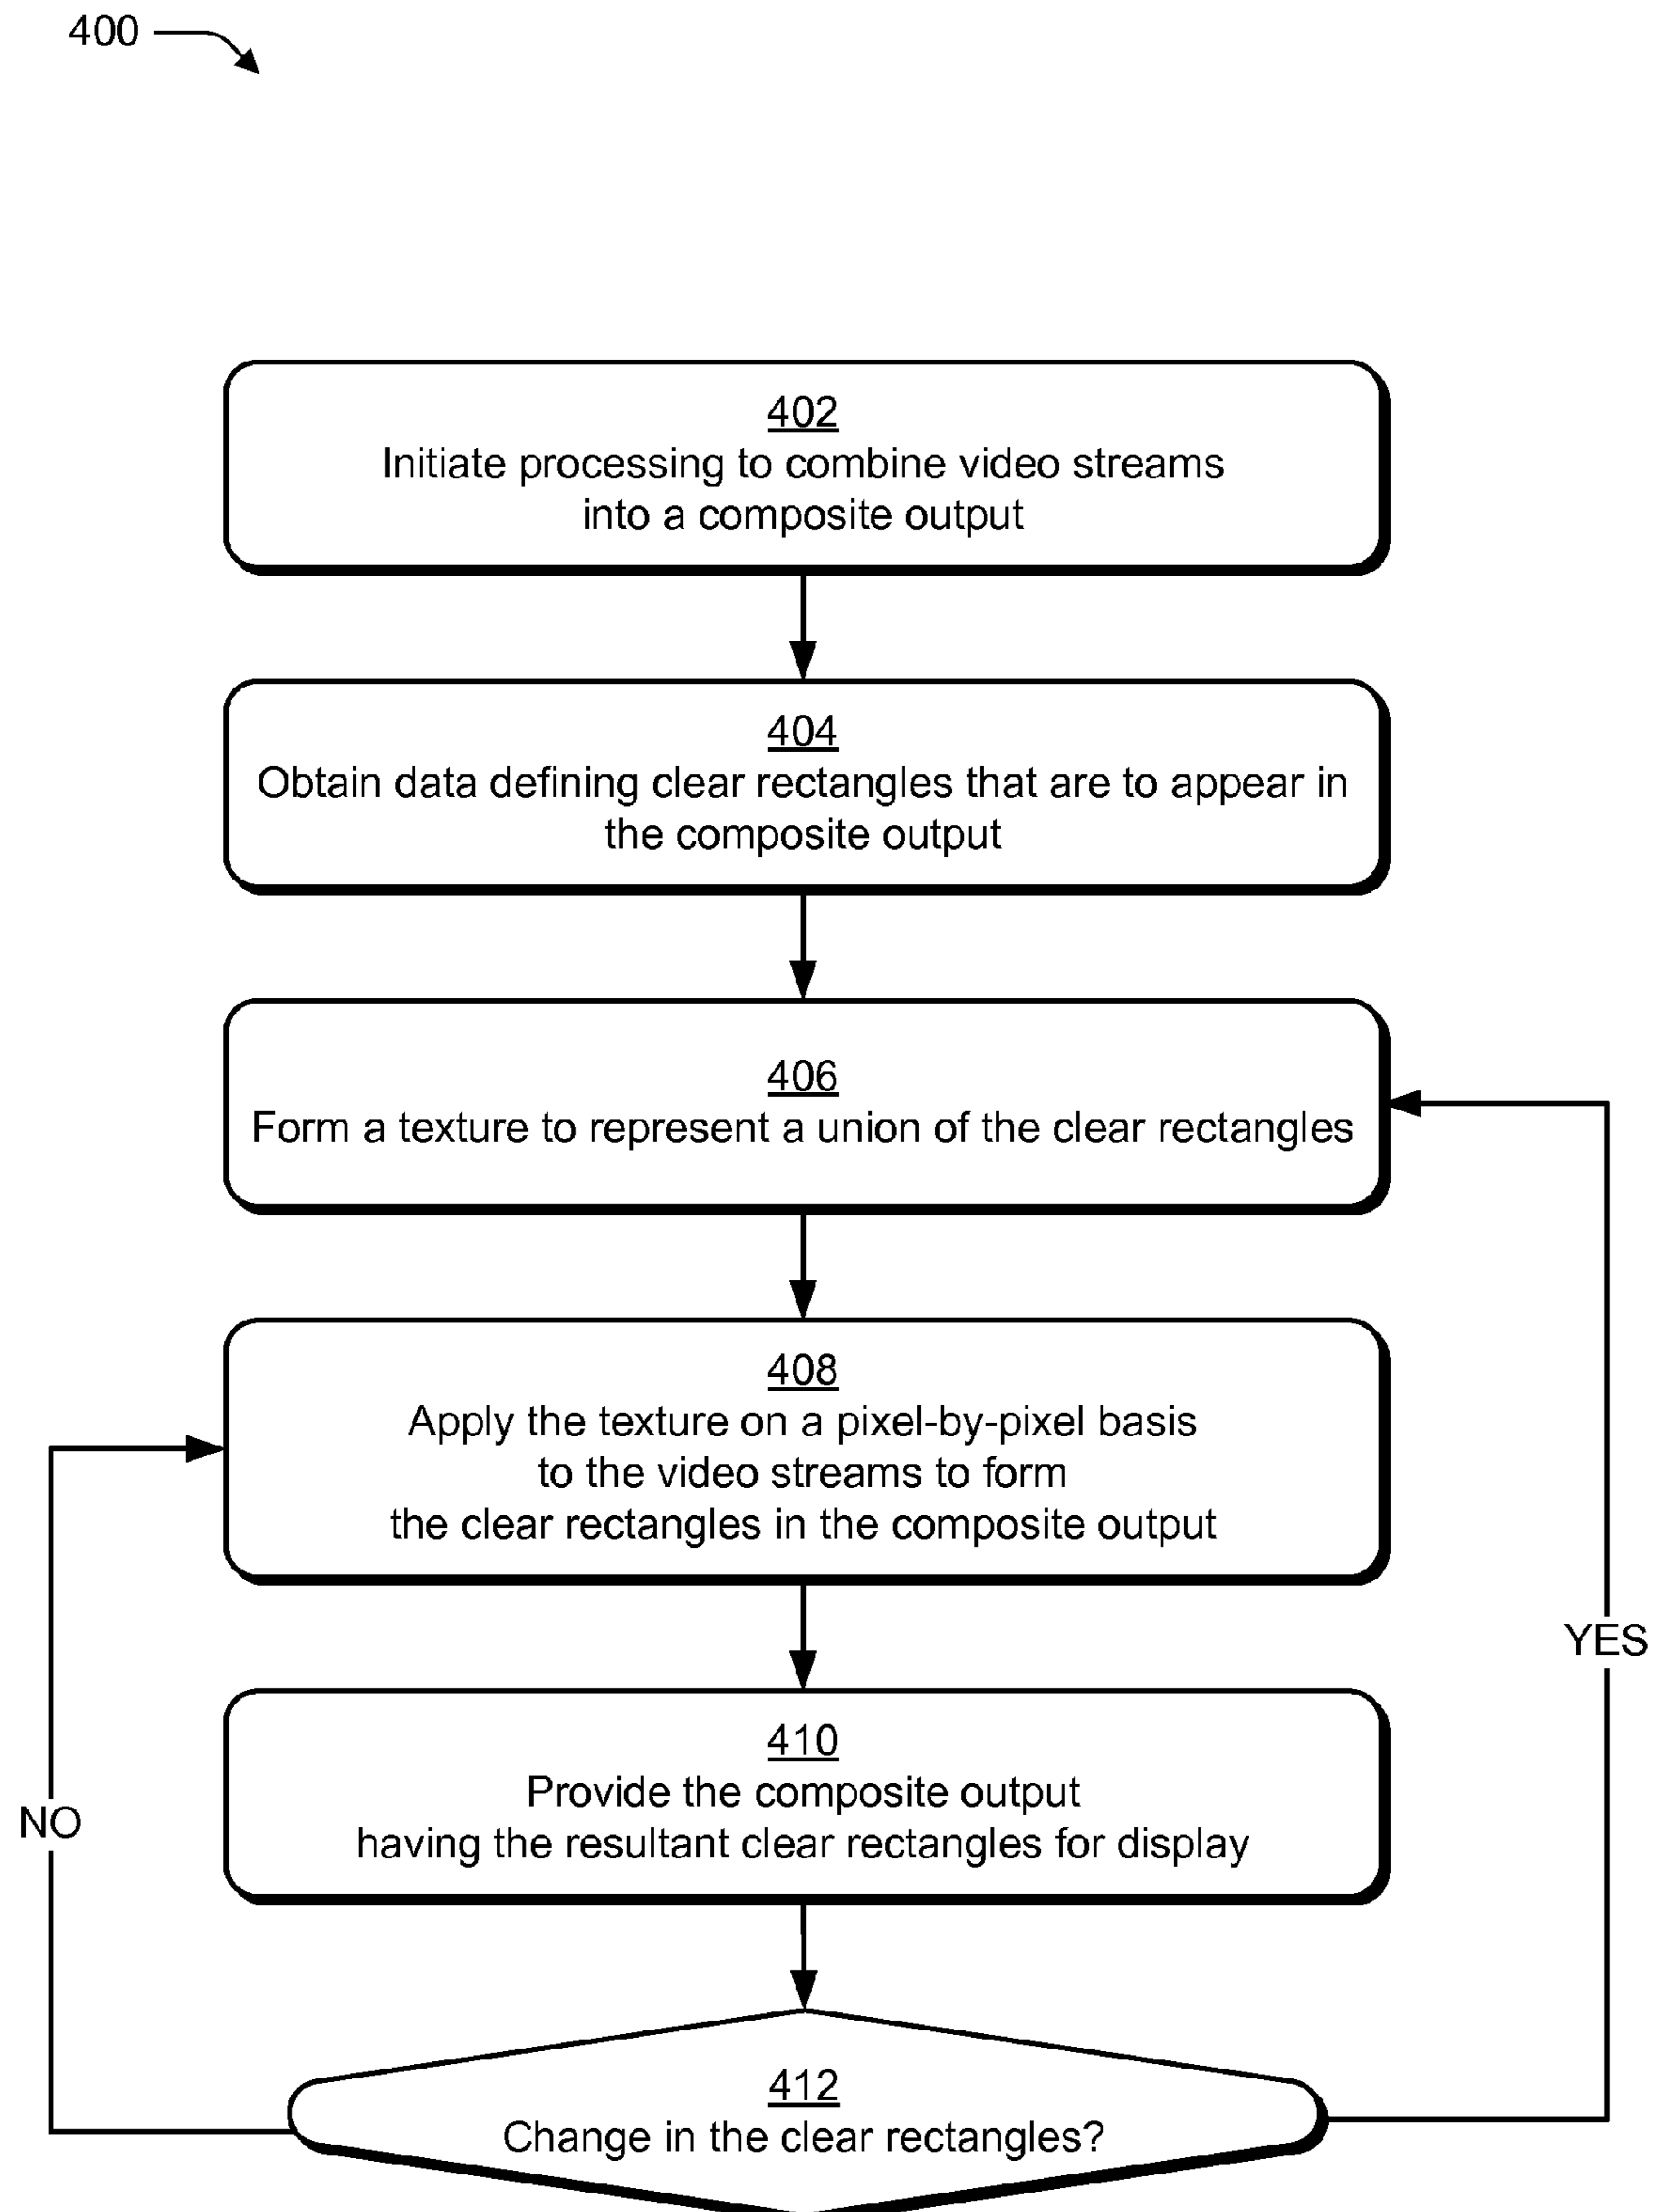 400
402
Initiate processing to combine video streams
into a composite output
404
Obtain data defining clear rectangles that are to appear in
the composite output
406
Form a texture to represent a union of the clear rectangles
408
Apply the texture on a pixel-by-pixel basis
to the video streams to form
the clear rectangles in the composite output
YES
410
Provide the composite output
having the resultant clear rectangles for display
NO
412
Change in the clear rectangles?